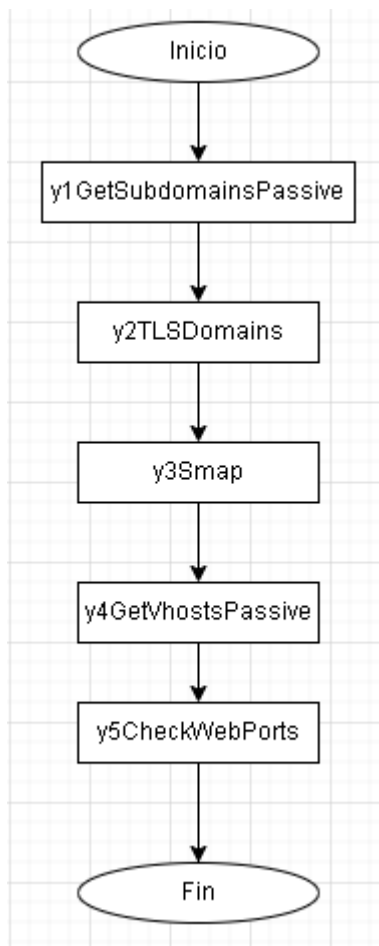 Inicio
y1GetSubdomainsPassive
y2TLSDomains
y3Smap
y4GetVhostsPassive
y5CheckWebPorts
Fin